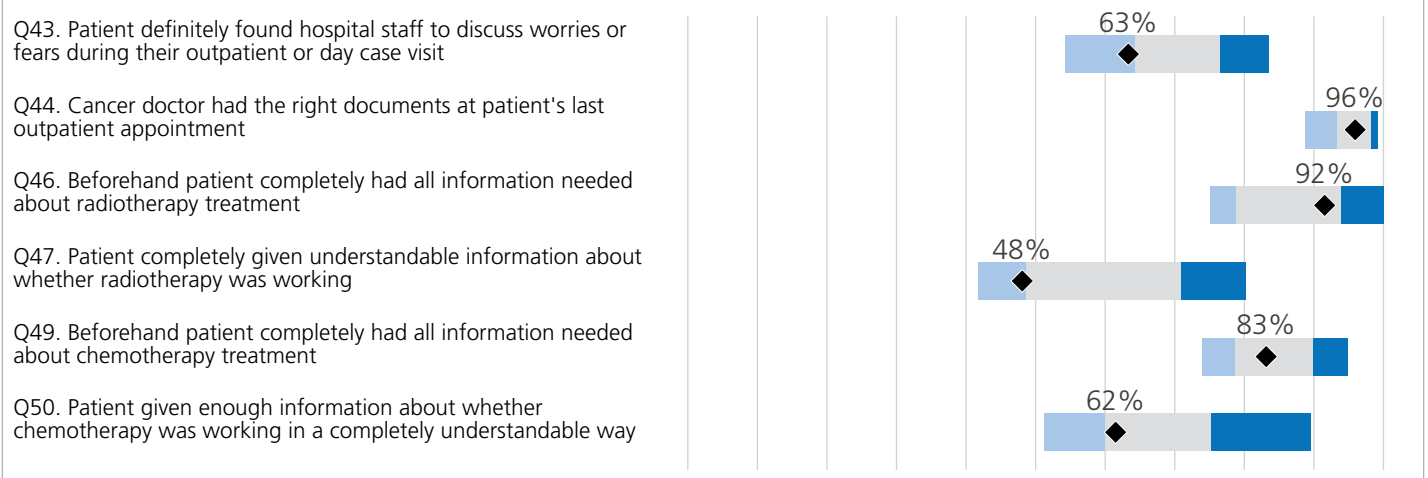 Q43. Patient definitely found hospital staff to discuss worries or
fears during their outpatient or day case visit
63%
Q44. Cancer doctor had the right documents at patient's last
outpatient appointment
96%
Q46. Beforehand patient completely had all information needed
about radiotherapy treatment
92%
Q47. Patient completely given understandable information about
whether radiotherapy was working
48%
Q49. Beforehand patient completely had all information needed
about chemotherapy treatment
83%
Q50. Patient given enough information about whether
chemotherapy was working in a completely understandable way
62%